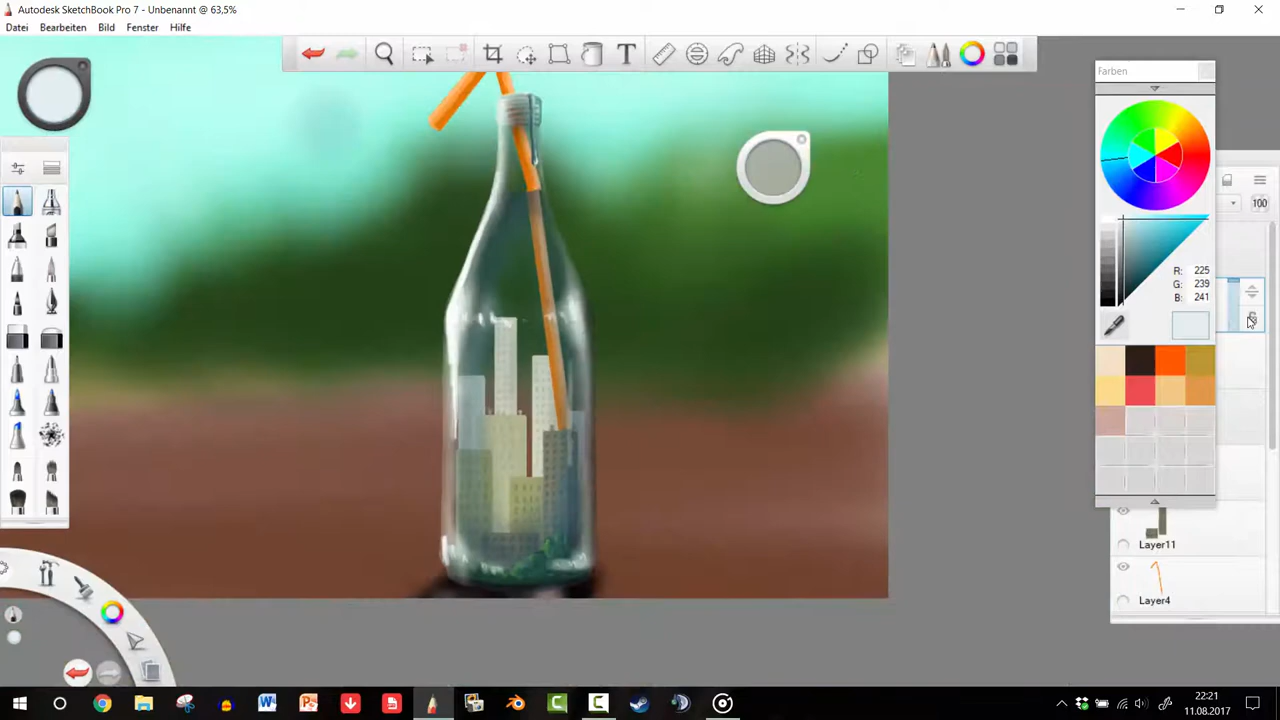 Autodesk SketchBook Pro 7 - Unbenannt @ 63,5%
Datei Bearbeiten Bild Fenster Hilfe
T
Farben
100
R: 225
G: 239
B: 241
Layer11
Layer4
22:21
11.08.2017